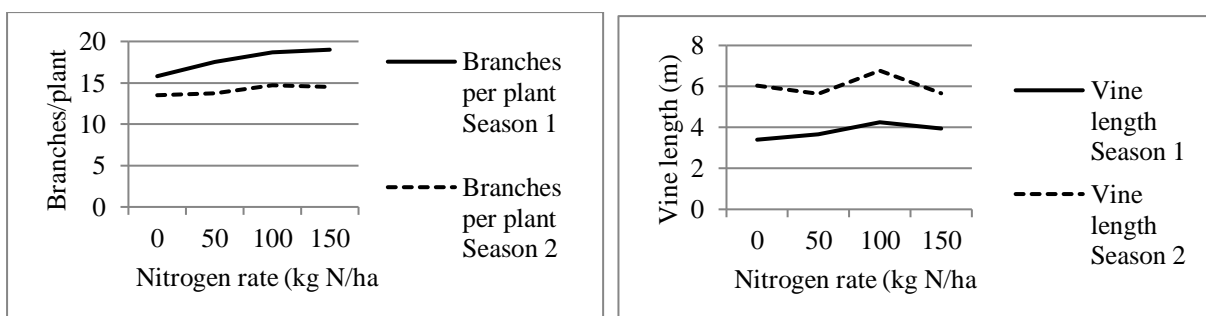 Branches/plant
20
15
10
5
0
0 50 100 150
Nitrogen rate (kg N/ha
Branches
per plant
Season 1
Branches
per plant
Season 2
Vine length (m)
8
6
4
2
0
0 50 100 150
Nitrogen rate (kg N/ha
Vine
length
Season 1
Vine
length
Season 2